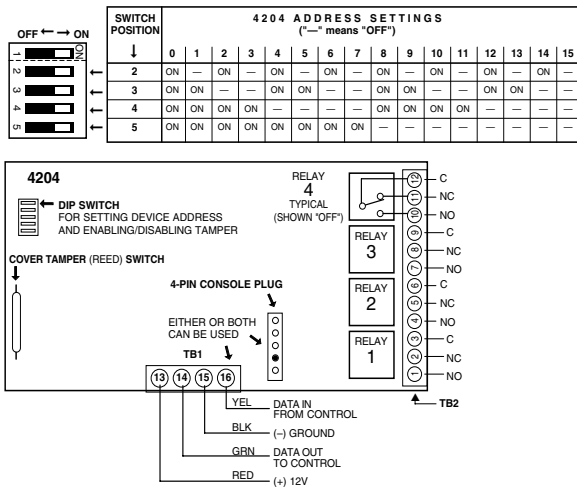 OFF ←→ ON
ON
1
2
3
4
5
SWITCH POSITION ↓
4204 ADDRESS SETTINGS
("—" means "OFF")
0 1 2 3 4 5 6 7 8 9 10 11 12 13 14 15
2 ON — ON — ON — ON — ON — ON — ON — ON —
3 ON ON — — ON ON — — ON ON — — ON ON — —
4 ON ON ON ON — — — — ON ON ON ON — — — —
5 ON ON ON ON ON ON ON ON — — — — — — — —
4204
DIP SWITCH
FOR SETTING DEVICE ADDRESS
AND ENABLING/DISABLING TAMPER
COVER TAMPER (REED) SWITCH
4-PIN CONSOLE PLUG
EITHER OR BOTH
CAN BE USED
TB1
13 14 15 16
YEL DATA IN
FROM CONTROL
BLK (–) GROUND
GRN DATA OUT
TO CONTROL
RED (+) 12V
RELAY
4
TYPICAL
(SHOWN "OFF")
RELAY
3
RELAY
2
RELAY
1
12 C
11 NC
10 NO
9 C
8 NC
7 NO
6 C
5 NC
4 NO
3 C
2 NC
1 NO
TB2